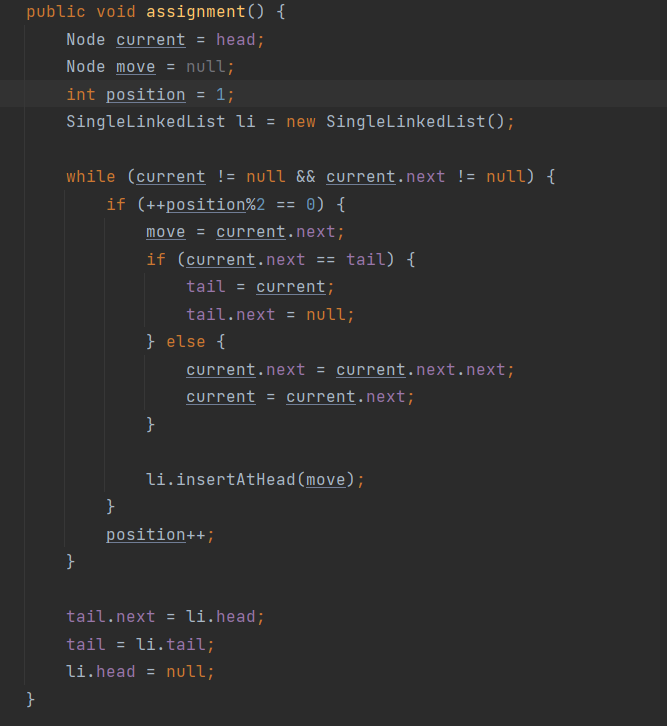 public void assignment() {
    Node current = head;
    Node move = null;
    int position = 1;
    SingleLinkedList li = new SingleLinkedList();

    while (current != null && current.next != null) {
        if (++position%2 == 0) {
            move = current.next;
            if (current.next == tail) {
                tail = current;
                tail.next = null;
            } else {
                current.next = current.next.next;
                current = current.next;
            }

            li.insertAtHead(move);
        }
        position++;
    }

    tail.next = li.head;
    tail = li.tail;
    li.head = null;
}